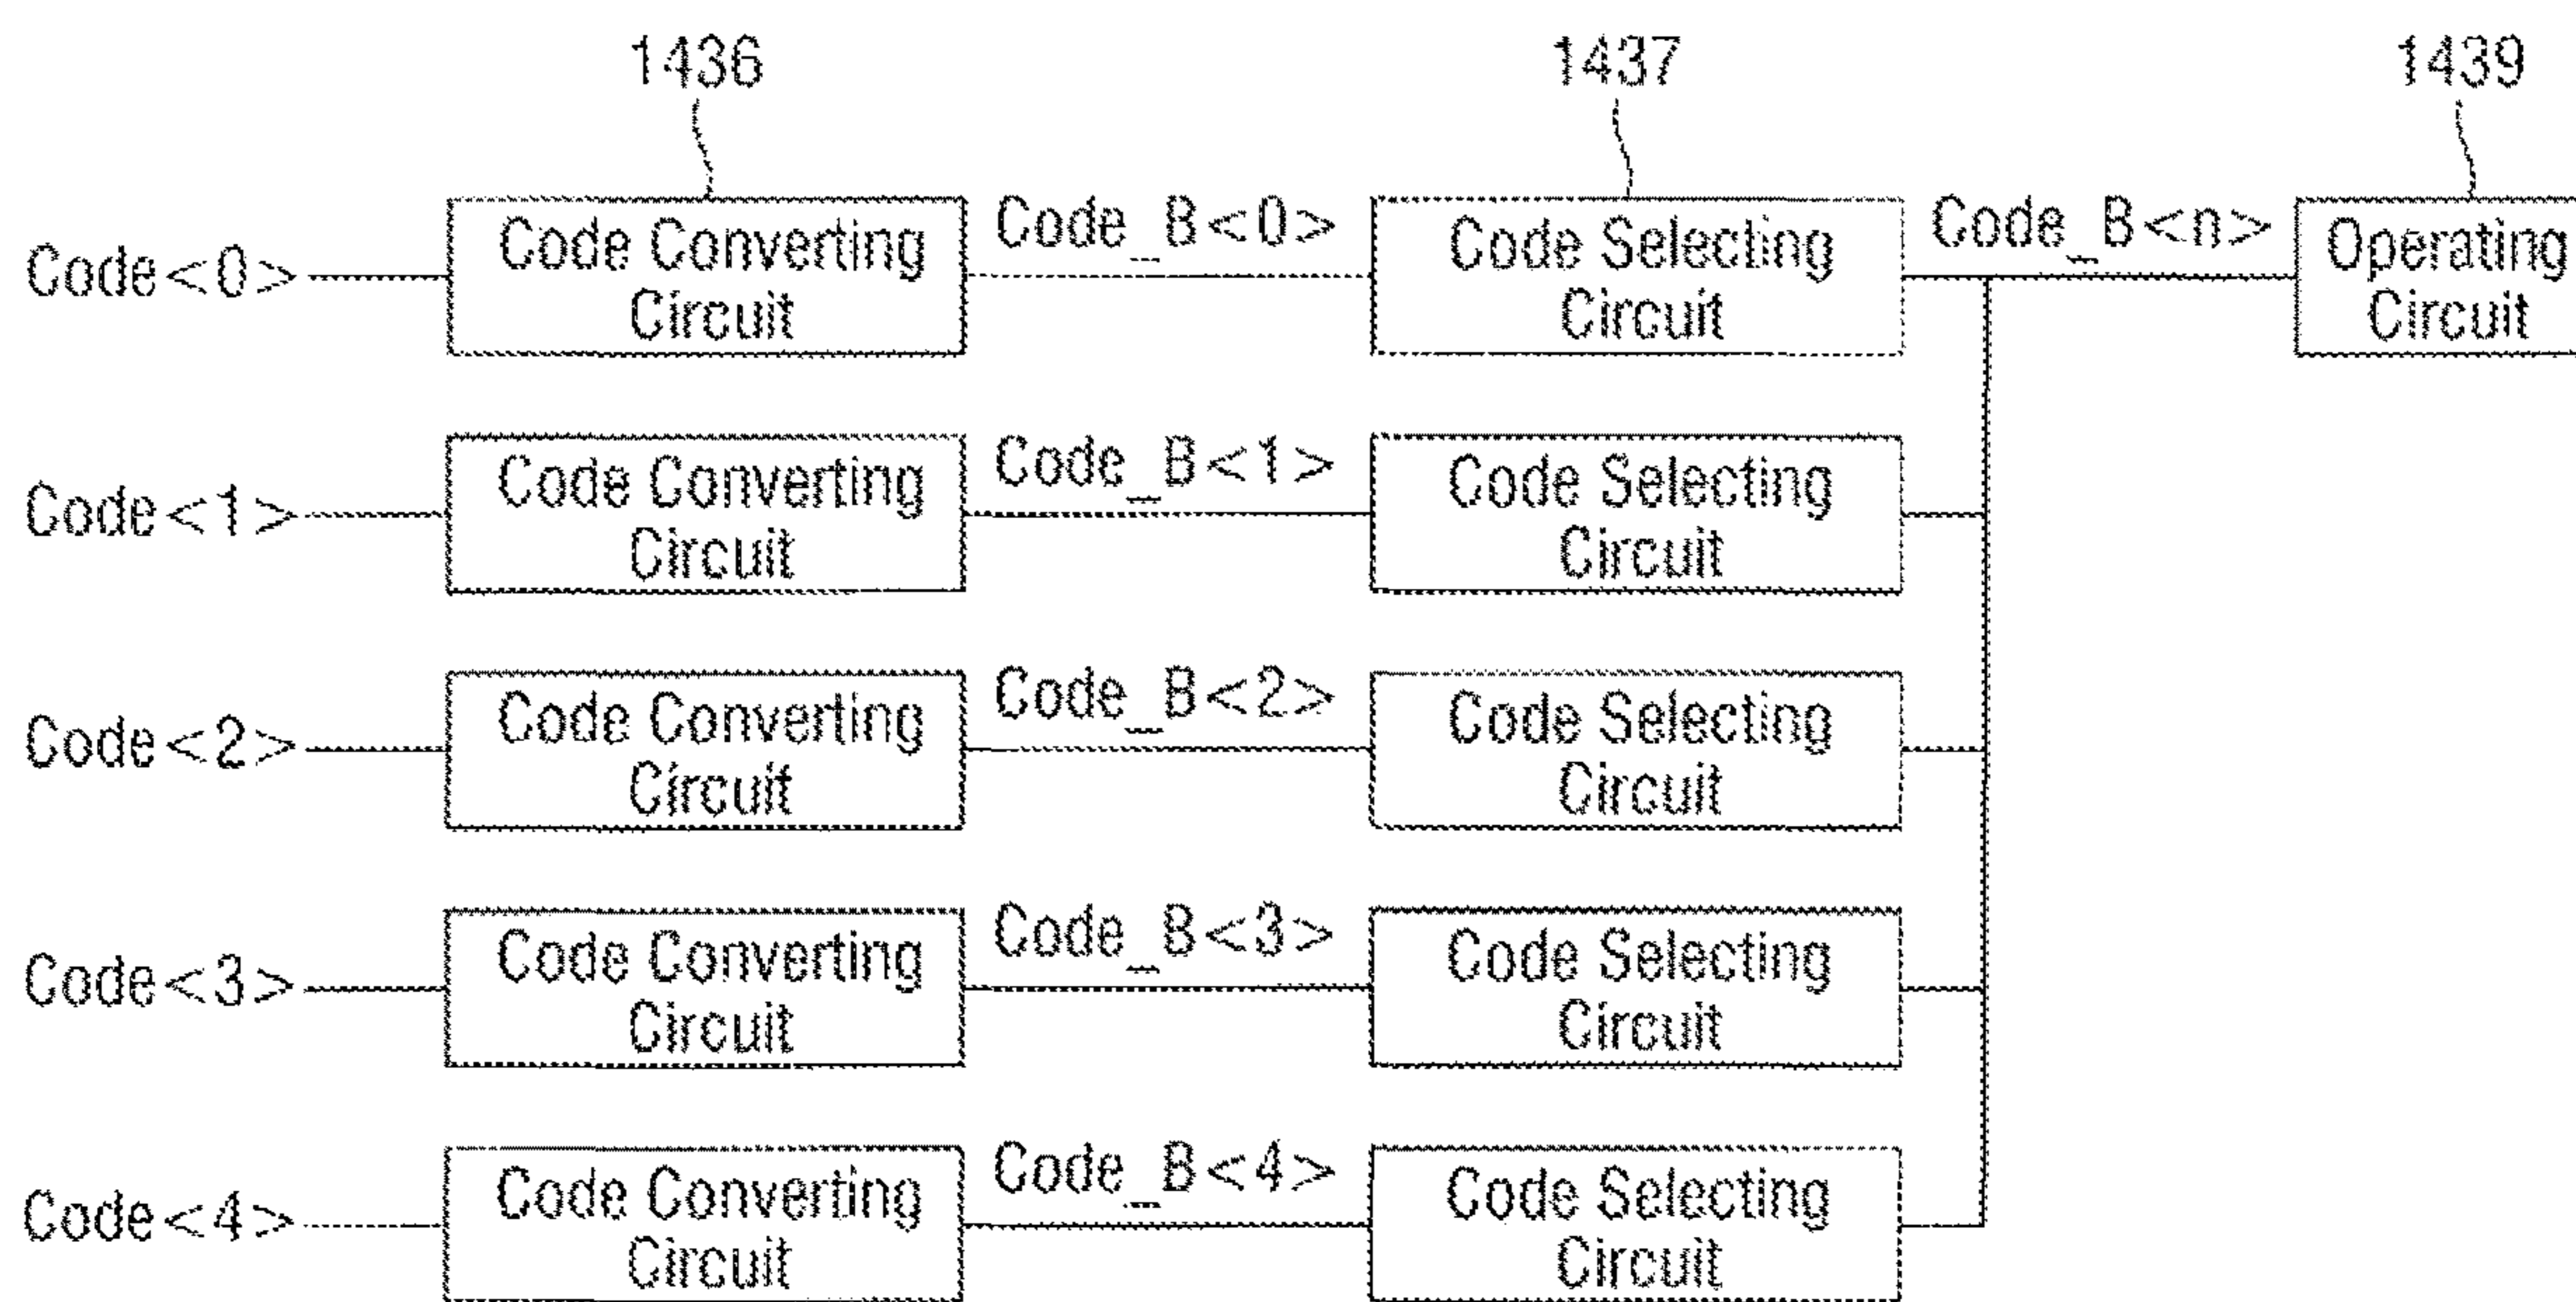 1436
1437
1439
Code<0>
Code Converting
Circuit
Code_B<0>
Code Selecting
Circuit
Code_B<n>
Operating
Circuit
Code<1>
Code Converting
Circuit
Code_B<1>
Code Selecting
Circuit
Code<2>
Code Converting
Circuit
Code_B<2>
Code Selecting
Circuit
Code<3>
Code Converting
Circuit
Code_B<3>
Code Selecting
Circuit
Code<4>
Code Converting
Circuit
Code_B<4>
Code Selecting
Circuit